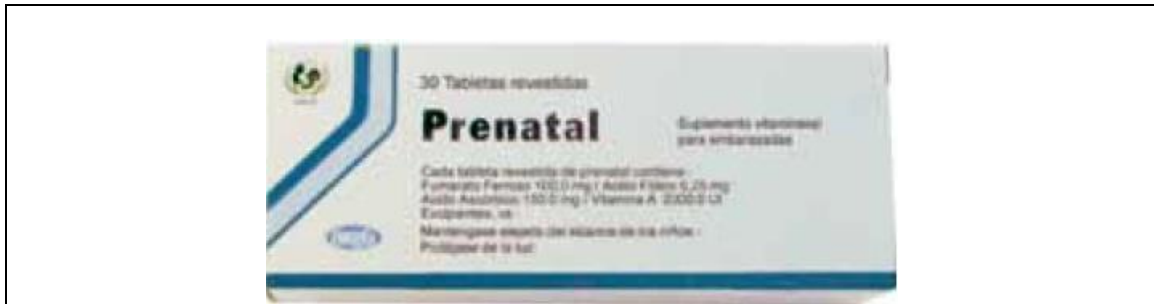 30 Tabletas revestidas
Prenatal
Suplemento vitaminal
para embarazadas
Cada tableta revestida de prenatal contiene:
Fumarato Ferroso 100,0 mg / Acido Fólico 0,25 mg
Acido Ascórbico 150,0 mg / Vitamina A 2000,0 UI
Excipientes, cs
Manténgase alejado del alcance de los niños -
Protéjase de la luz